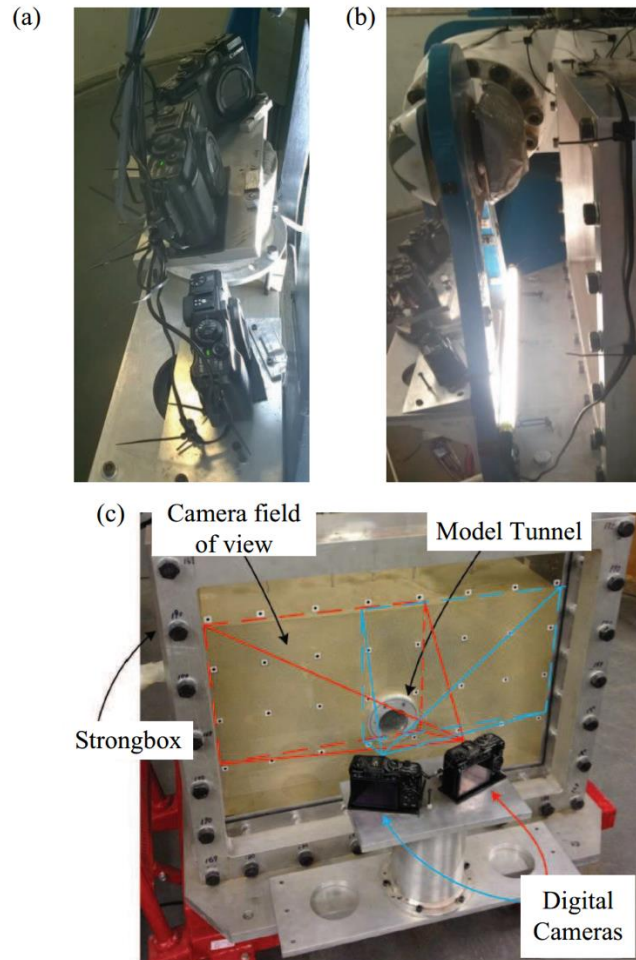 (a)
(b)
(c)
Camera field
of view
Model Tunnel
Strongbox
Digital
Cameras